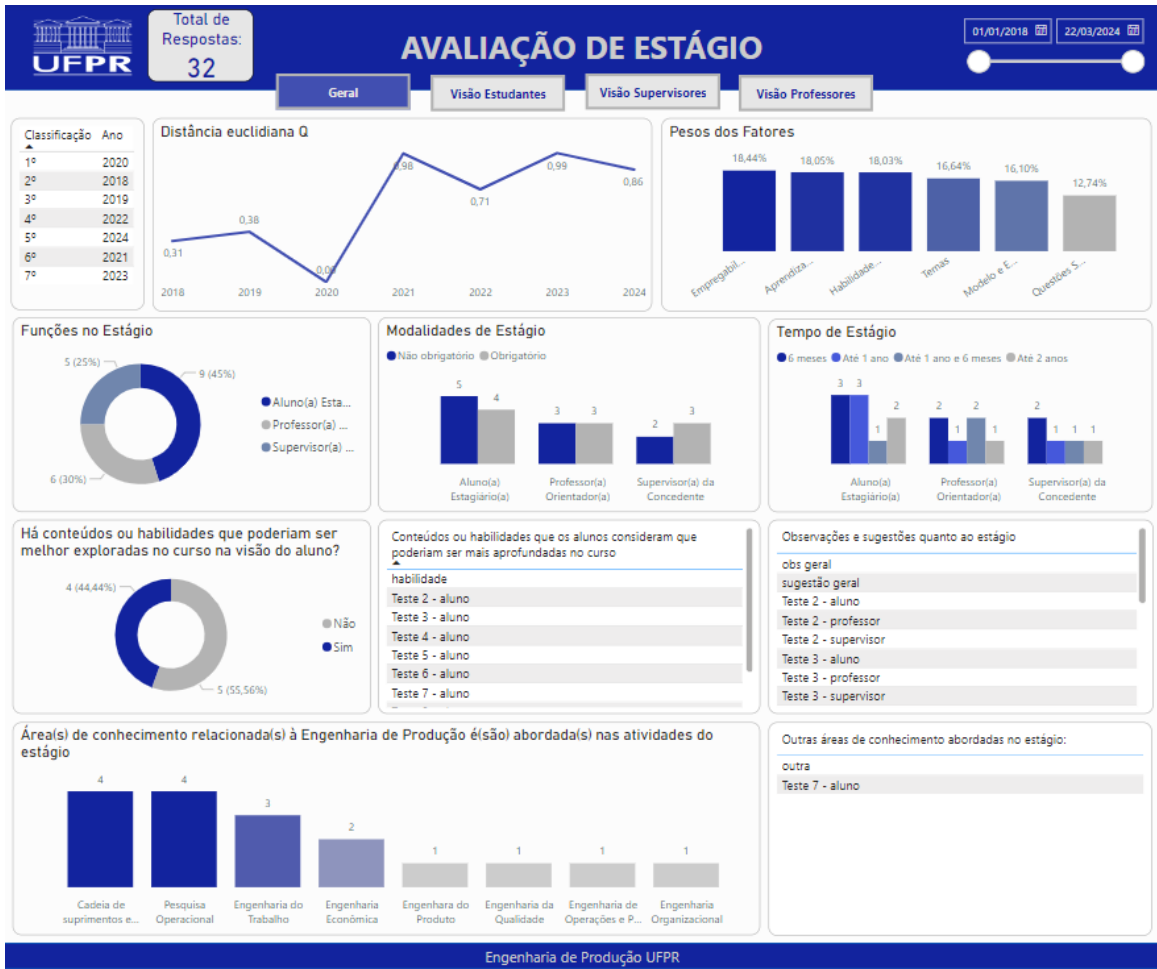 UFPR
Total de
Respostas:
32
AVALIAÇÃO DE ESTÁGIO
01/01/2018
22/03/2024
Geral
Visão Estudantes
Visão Supervisores
Visão Professores
Classificação Ano
1º 2020
2º 2018
3º 2019
4º 2022
5º 2024
6º 2021
7º 2023
Distância euclidiana Q
0,31
0,38
0,98
0,71
0,99
0,86
2018 2019 2020 2021 2022 2023 2024
Pesos dos Fatores
18,44% 18,05% 18,03% 16,64% 16,10% 12,74%
Empregabil... Aprendiza... Habilidade... Temas Modelo e E... Questões S...
Funções no Estágio
5 (25%)
9 (45%)
6 (30%)
Aluno(a) Esta...
Professor(a) ...
Supervisor(a) ...
Modalidades de Estágio
Não obrigatório Obrigatório
5 4 3 3 2 3
Aluno(a)
Estagiário(a)
Professor(a)
Orientador(a)
Supervisor(a) da
Concedente
Tempo de Estágio
6 meses Até 1 ano Até 1 ano e 6 meses Até 2 anos
3 3 1 2 2 1 2 1 2 1 1 1
Aluno(a)
Estagiário(a)
Professor(a)
Orientador(a)
Supervisor(a) da
Concedente
Há conteúdos ou habilidades que poderiam ser
melhor exploradas no curso na visão do aluno?
4 (44,44%)
5 (55,56%)
Não
Sim
Conteúdos ou habilidades que os alunos consideram que
poderiam ser mais aprofundadas no curso
habilidade
Teste 2 - aluno
Teste 3 - aluno
Teste 4 - aluno
Teste 5 - aluno
Teste 6 - aluno
Teste 7 - aluno
Observações e sugestões quanto ao estágio
obs geral
sugestão geral
Teste 2 - aluno
Teste 2 - professor
Teste 2 - supervisor
Teste 3 - aluno
Teste 3 - professor
Teste 3 - supervisor
Área(s) de conhecimento relacionada(s) à Engenharia de Produção é(são) abordada(s) nas atividades do
estágio
4 4 3 2 1 1 1 1
Cadeia de
suprimentos e...
Pesquisa
Operacional
Engenharia do
Trabalho
Engenharia
Econômica
Engenhara do
Produto
Engenharia da
Qualidade
Engenharia de
Operações e P...
Engenharia
Organizacional
Outras áreas de conhecimento abordadas no estágio:
outra
Teste 7 - aluno
Engenharia de Produção UFPR